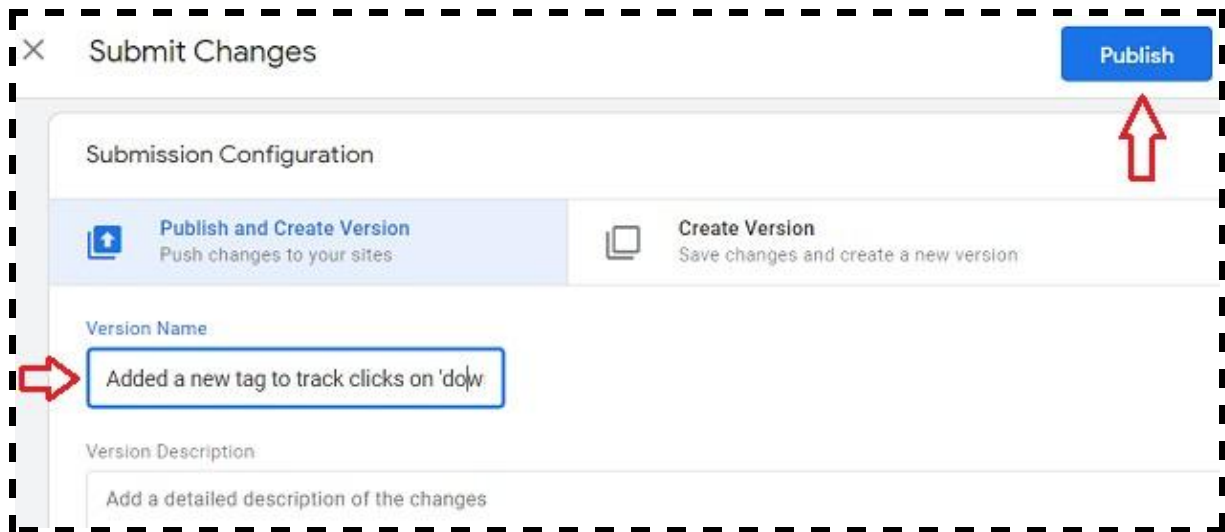 Submit Changes
Publish
Submission Configuration
Publish and Create Version
Push changes to your sites
Create Version
Save changes and create a new version
Version Name
Added a new tag to track clicks on 'dow
Version Description
Add a detailed description of the changes